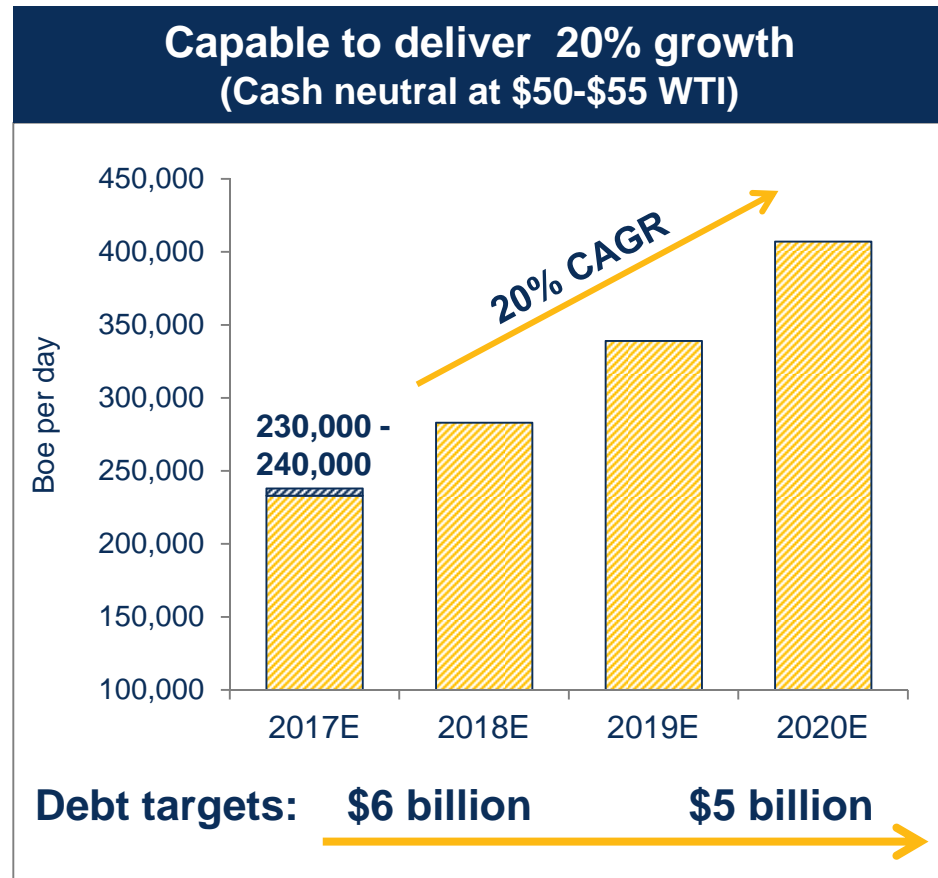 Capable to deliver  20% growth
(Cash neutral at $50-$55 WTI)
Boe per day
450,000
400,000
350,000
300,000
250,000
200,000
150,000
100,000
20% CAGR
230,000 -
240,000
2017E
2018E
2019E
2020E
Debt targets: $6 billion $5 billion